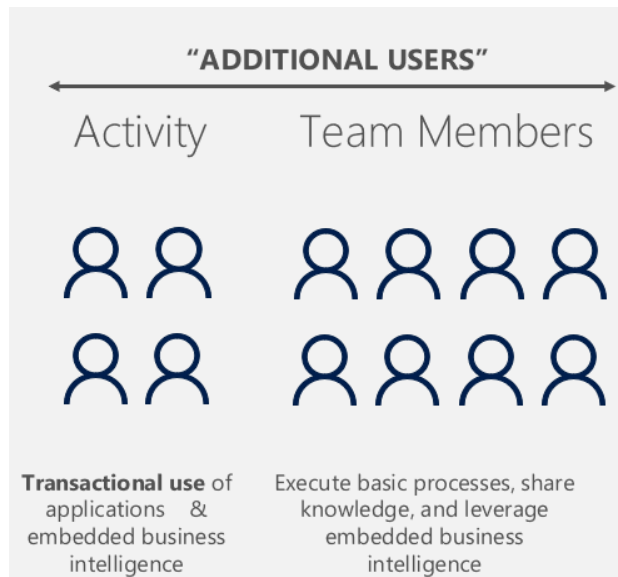 “ADDITIONAL USERS”
Activity
Team Members
Transactional use of
applications & 
embedded business
intelligence
Execute basic processes, share
knowledge, and leverage
embedded business
intelligence